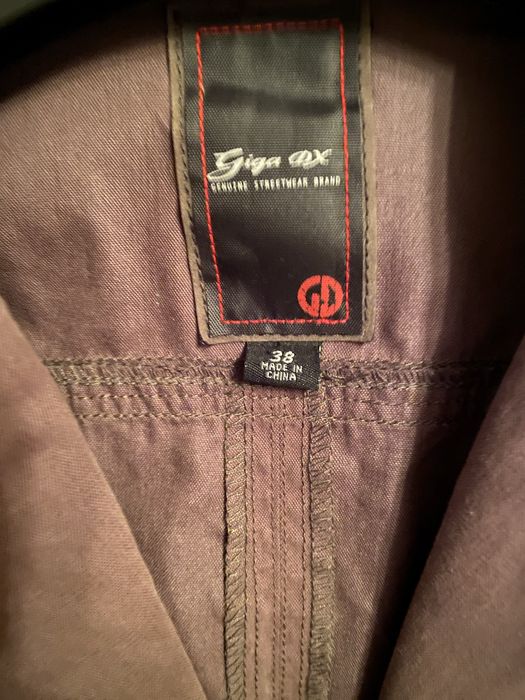 Giga DX
GENUINE STREETWEAR BRAND
GD
38
MADE IN
CHINA